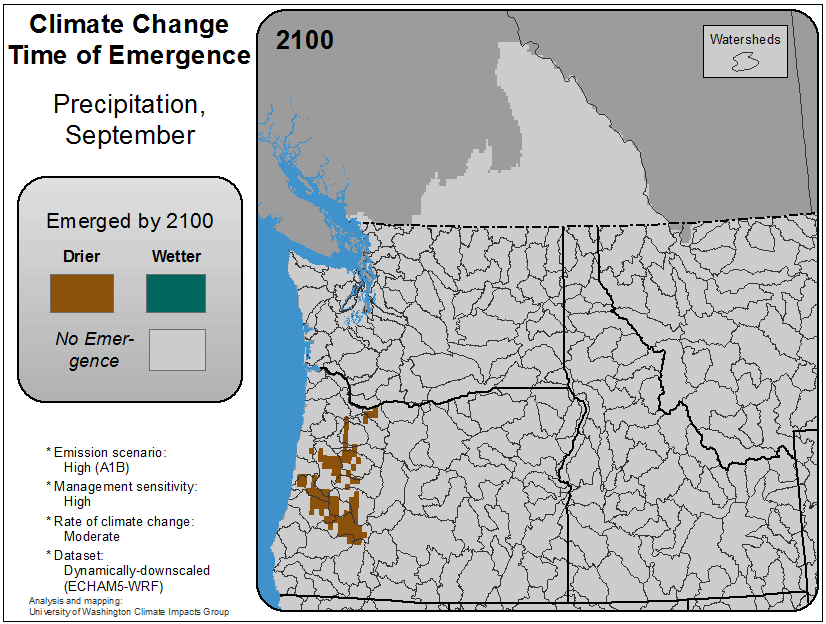 Climate Change
Time of Emergence
Precipitation,
September
Emerged by 2100
Drier
Wetter
No Emer-
gence
* Emission scenario:
High (A1B)
* Management sensitivity:
High
* Rate of climate change:
Moderate
* Dataset:
Dynamically-downscaled
(ECHAM5-WRF)
Analysis and mapping:
University of Washington Climate Impacts Group
2100
Watersheds